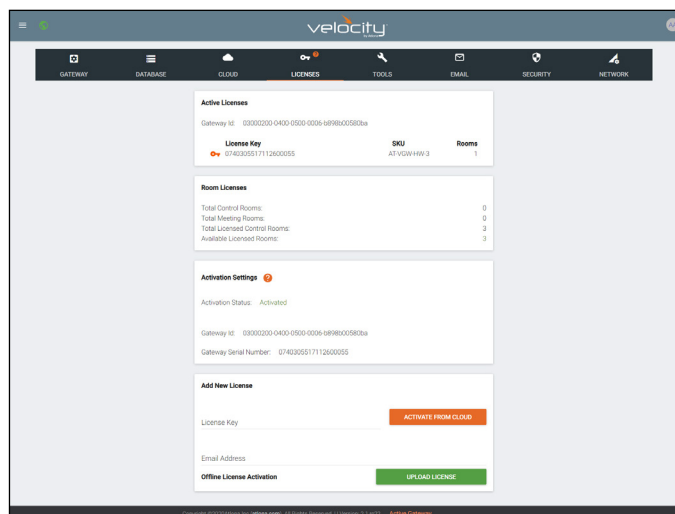 velocity
GATEWAY DATABASE CLOUD LICENSES TOOLS EMAIL SECURITY NETWORK
Active Licenses
Gateway Id: 03000200-0400-0500-0006-b898b00580ba
License Key SKU Rooms
0740305517112600055 AT-VGW-HW-3 1
Room Licenses
Total Control Rooms: 0
Total Meeting Rooms: 0
Total Licensed Control Rooms: 3
Available Licensed Rooms: 3
Activation Settings ?
Activation Status: Activated
Gateway Id: 03000200-0400-0500-0006-b898b00580ba
Gateway Serial Number: 0740305517112600055
Add New License
License Key ACTIVATE FROM CLOUD
Email Address
Offline License Activation UPLOAD LICENSE
Active Gateway